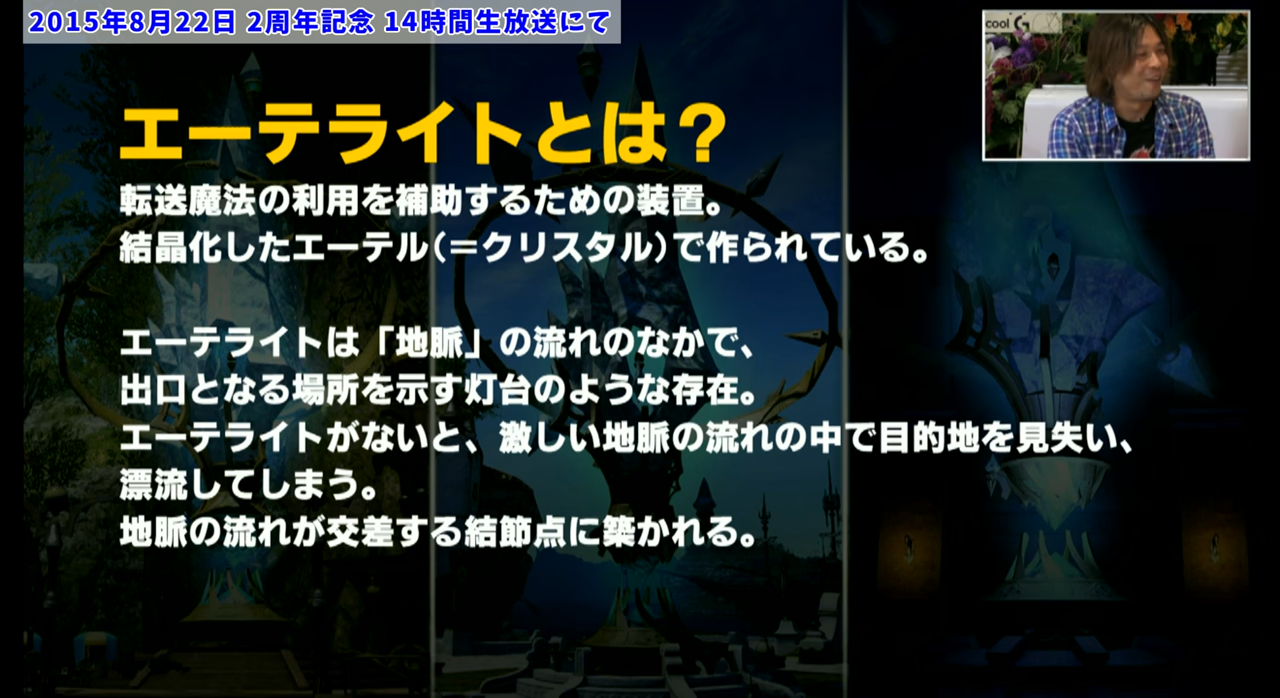 2015年8月22日 2周年記念 14時間生放送にて
cool G
エーテライトとは？
転送魔法の利用を補助するための装置。
結晶化したエーテル（＝クリスタル）で作られている。
エーテライトは「地脈」の流れのなかで、
出口となる場所を示す灯台のような存在。
エーテライトがないと、激しい地脈の流れの中で目的地を見失い、
漂流してしまう。
地脈の流れが交差する結節点に築かれる。